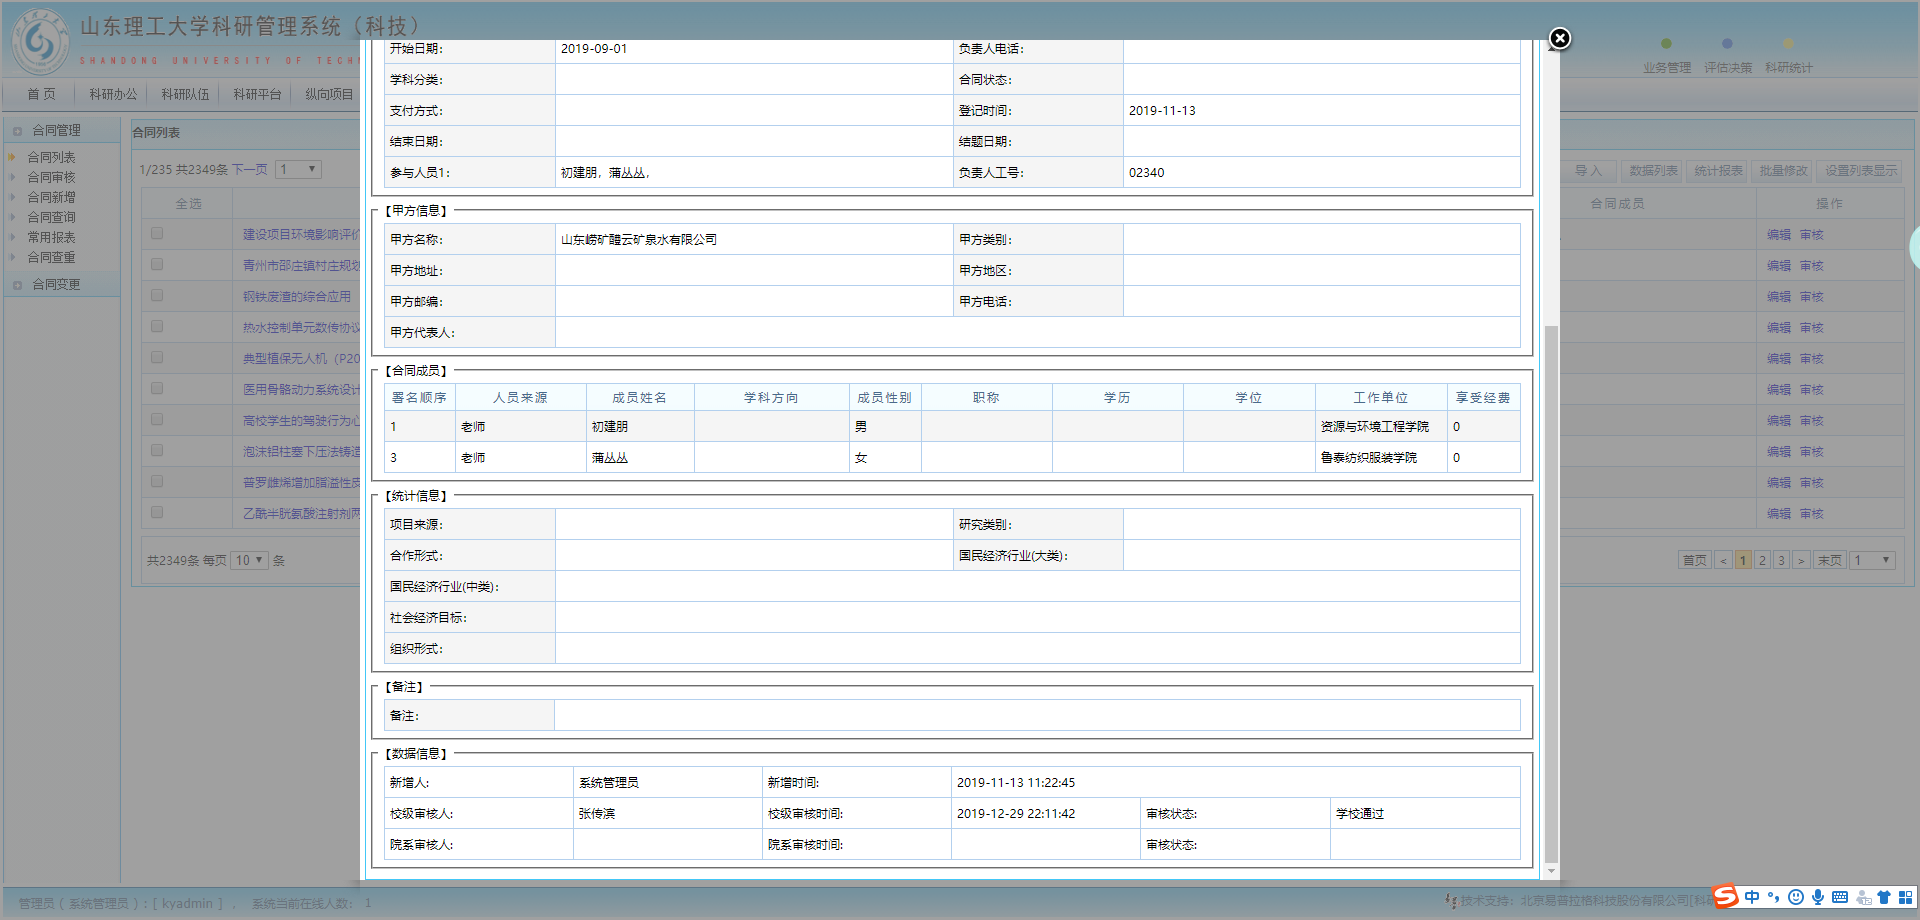 山东理工大学科研管理系统（科技）
SHANDONG UNIVERSITY OF TECHN
业务管理 评估决策 科研统计
首 页 科研办公 科研队伍 科研平台 纵向项目
合同管理
合同列表
合同审核
合同新增
合同查询
常用报表
合同查重
合同变更
合同列表
1/235 共2349条 下一页 1
导 入 数据列表 统计报表 批量修改 设置列表显示
全选 合同成员 操作
建设项目环境影响评价 编辑 审核
青州市邵庄镇村庄规划 编辑 审核
钢铁废渣的综合应用 编辑 审核
热水控制单元数传协议 编辑 审核
典型植保无人机（P20 编辑 审核
医用骨骼动力系统设计 编辑 审核
高校学生的驾驶行为心 编辑 审核
泡沫铝柱塞下压法铸造 编辑 审核
普罗雌烯增加脂溢性皮 编辑 审核
乙酰半胱氨酸注射剂两 编辑 审核
共2349条 每页 10 条
首页 < 1 2 3 > 末页 1
开始日期: 2019-09-01 负责人电话:
学科分类: 合同状态:
支付方式: 登记时间: 2019-11-13
结束日期: 结题日期:
参与人员1: 初建朋，蒲丛丛， 负责人工号: 02340
【甲方信息】
甲方名称: 山东崂矿醴云矿泉水有限公司 甲方类别:
甲方地址: 甲方地区:
甲方邮编: 甲方电话:
甲方代表人:
【合同成员】
署名顺序 人员来源 成员姓名 学科方向 成员性别 职称 学历 学位 工作单位 享受经费
1 老师 初建朋 男 资源与环境工程学院 0
3 老师 蒲丛丛 女 鲁泰纺织服装学院 0
【统计信息】
项目来源: 研究类别:
合作形式: 国民经济行业(大类):
国民经济行业(中类):
社会经济目标:
组织形式:
【备注】
备注:
【数据信息】
新增人: 系统管理员 新增时间: 2019-11-13 11:22:45
校级审核人: 张传滨 校级审核时间: 2019-12-29 22:11:42 审核状态: 学校通过
院系审核人: 院系审核时间: 审核状态:
管理员 ( 系统管理员 ) : [ kyadmin ] ， 系统当前在线人数： 1
技术支持：北京易普拉格科技股份有限公司[科研
中